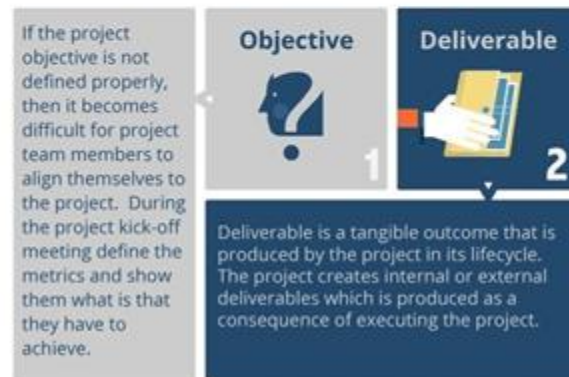 If the project
objective is not
defined properly,
then it becomes
difficult for project
team members to
align themselves to
the project. During
the project kick-off
meeting define the
metrics and show
them what is that
they have to
achieve.
Objective
1
Deliverable
2
Deliverable is a tangible outcome that is
produced by the project in its lifecycle.
The project creates internal or external
deliverables which is produced as a
consequence of executing the project.